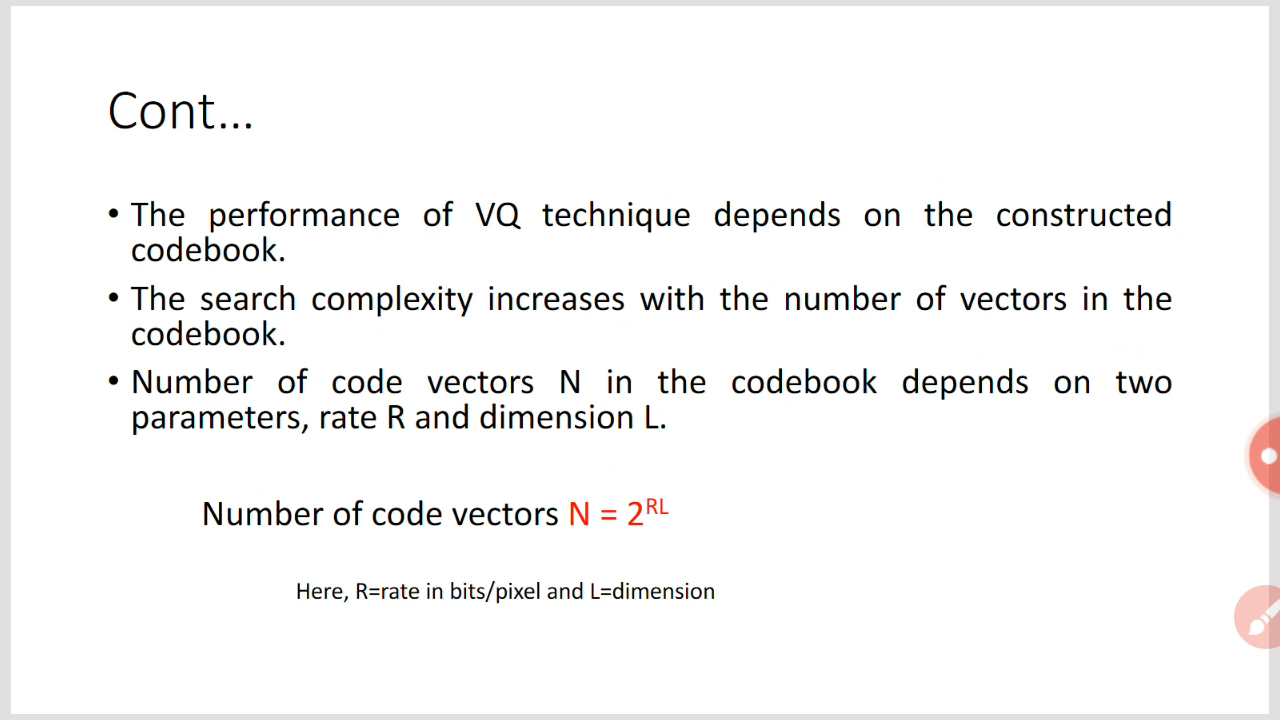 Cont...
• The performance of VQ technique depends on the constructed
codebook.
• The search complexity increases with the number of vectors in the
codebook.
• Number of code vectors N in the codebook depends on two
parameters, rate R and dimension L.
Number of code vectors N = 2^RL
Here, R=rate in bits/pixel and L=dimension